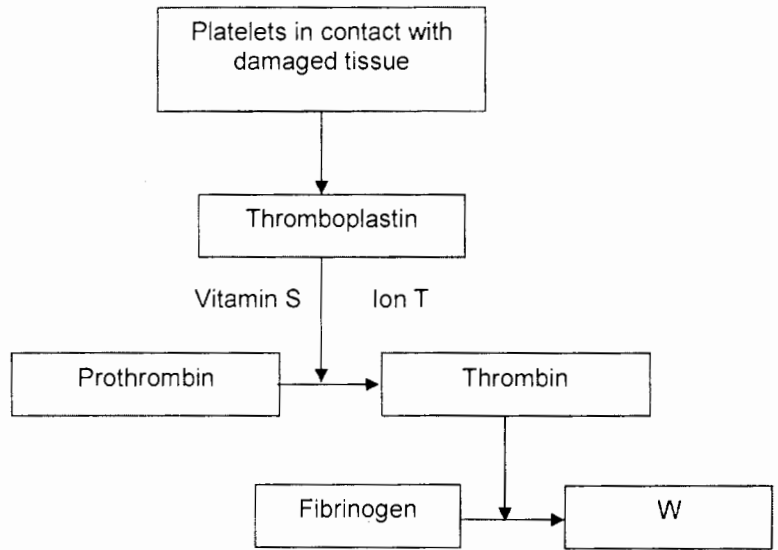 Platelets in contact with
damaged tissue
Thromboplastin
Vitamin S Ion T
Prothrombin Thrombin
Fibrinogen W